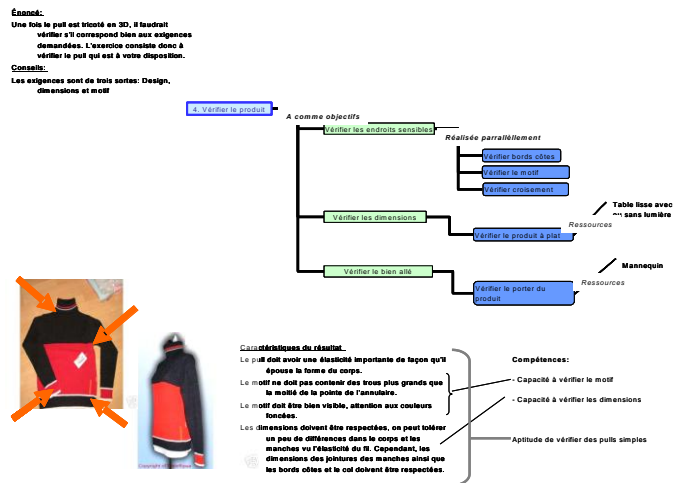 Énoncé:
Une fois le pull est tricoté en 3D, il faudrait
vérifier s'il correspond bien aux exigences
demandées. L'exercice consiste donc à
vérifier le pull qui est à votre disposition.
Conseils:
Les exigences sont de trois sortes: Design,
dimensions et motif
4. Vérifier le produit
A comme objectifs
Vérifier les endroits sensibles
Réalisée parrallèllement
Vérifier bords côtes
Vérifier le motif
Vérifier croisement
Table lisse avec
ou sans lumière
Vérifier les dimensions
Ressources
Vérifier le produit à plat
Mannequin
Vérifier le bien allé
Ressources
Vérifier le porter du
produit
Caractéristiques du résultat
Le pull doit avoir une élasticité importante de façon qu'il
épouse la forme du corps.
Le motif ne doit pas contenir des trous plus grands que
la moitié de la pointe de l'annulaire.
Le motif doit être bien visible, attention aux couleurs
foncées.
Les dimensions doivent être respectées, on peut tolérer
un peu de différences dans le corps et les
manches vu l'élasticité du fil. Cependant, les
dimensions des jointures des manches ainsi que
les bords côtes et le col doivent être respectées.
Compétences:
- Capacité à vérifier le motif
- Capacité à vérifier les dimensions
Aptitude de vérifier des pulls simples